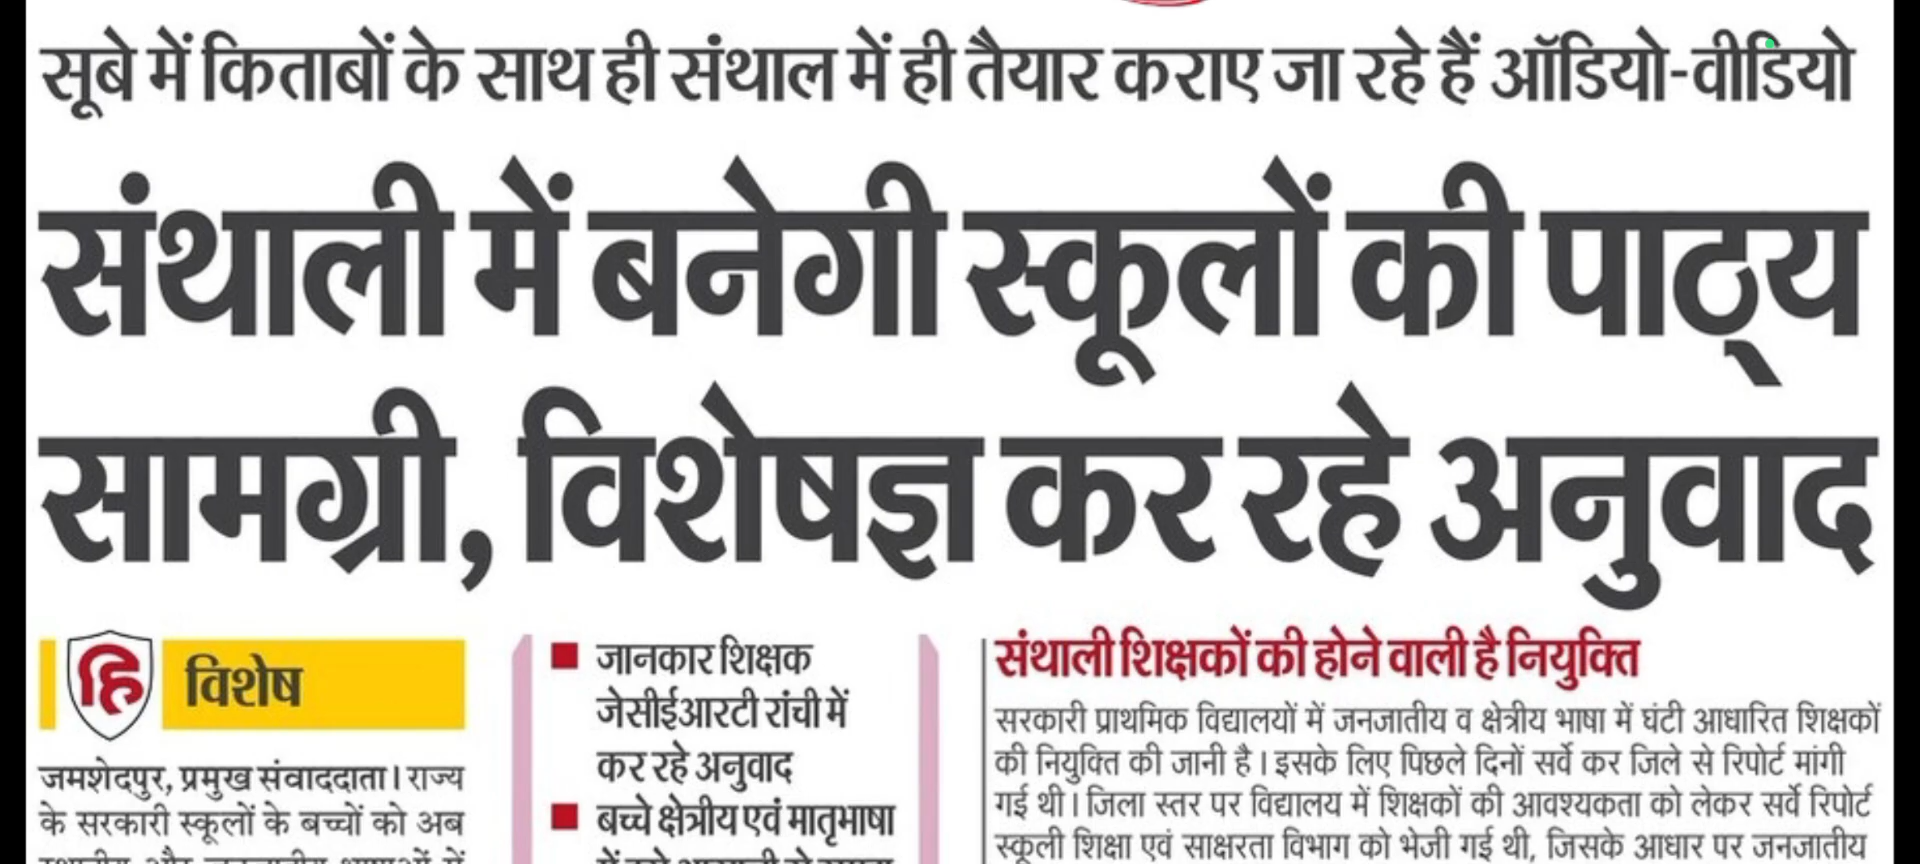 सूबे में किताबों के साथ ही संथाल में ही तैयार कराए जा रहे हैं ऑडियो-वीडियो
संथाली में बनेगी स्कूलों की पाठ्य
सामग्री, विशेषज्ञ कर रहे अनुवाद
हि विशेष
जमशेदपुर, प्रमुख संवाददाता। राज्य
के सरकारी स्कूलों के बच्चों को अब
जानकार शिक्षक
जेसीईआरटी रांची में
कर रहे अनुवाद
बच्चे क्षेत्रीय एवं मातृभाषा
संथाली शिक्षकों की होने वाली है नियुक्ति
सरकारी प्राथमिक विद्यालयों में जनजातीय व क्षेत्रीय भाषा में घंटी आधारित शिक्षकों
की नियुक्ति की जानी है। इसके लिए पिछले दिनों सर्वे कर जिले से रिपोर्ट मांगी
गई थी। जिला स्तर पर विद्यालय में शिक्षकों की आवश्यकता को लेकर सर्वे रिपोर्ट
स्कूली शिक्षा एवं साक्षरता विभाग को भेजी गई थी, जिसके आधार पर जनजातीय